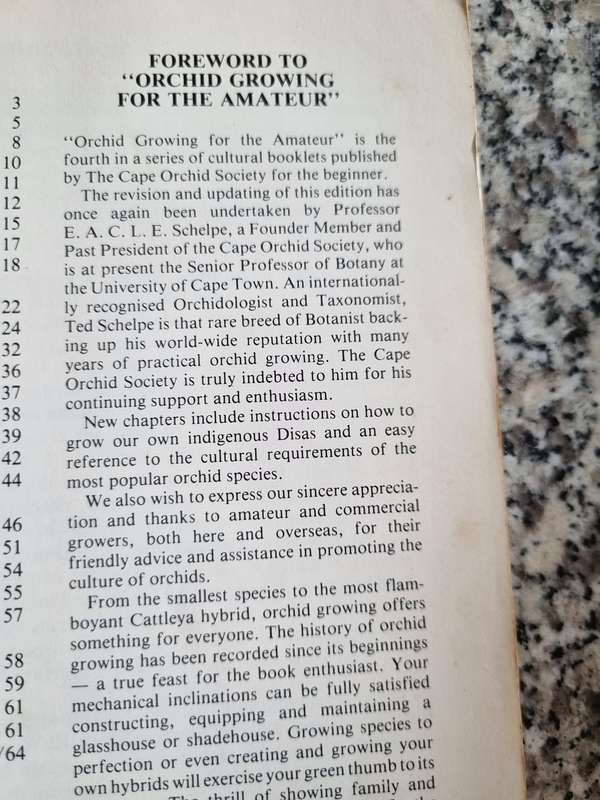 3
5
8
10
11
12
15
17
18
22
24
32
36
37
38
39
42
44
46
51
54
55
57
58
59
61
61
/64
FOREWORD TO
"ORCHID GROWING
FOR THE AMATEUR"
"Orchid Growing for the Amateur" is the
fourth in a series of cultural booklets published
by The Cape Orchid Society for the beginner.
The revision and updating of this edition has
once again been undertaken by Professor
E. A. C. L. E. Schelpe, a Founder Member and
Past President of the Cape Orchid Society, who
is at present the Senior Professor of Botany at
the University of Cape Town. An international-
ly recognised Orchidologist and Taxonomist,
Ted Schelpe is that rare breed of Botanist back-
ing up his world-wide reputation with many
years of practical orchid growing. The Cape
Orchid Society is truly indebted to him for his
continuing support and enthusiasm.
New chapters include instructions on how to
grow our own indigenous Disas and an easy
reference to the cultural requirements of the
most popular orchid species.
We also wish to express our sincere apprecia-
tion and thanks to amateur and commercial
growers, both here and overseas, for their
friendly advice and assistance in promoting the
culture of orchids.
From the smallest species to the most flam-
boyant Cattleya hybrid, orchid growing offers
something for everyone. The history of orchid
growing has been recorded since its beginnings
— a true feast for the book enthusiast. Your
mechanical inclinations can be fully satisfied
constructing, equipping and maintaining a
glasshouse or shadehouse. Growing species to
perfection or even creating and growing your
own hybrids will exercise your green thumb to its
The thrill of showing family and